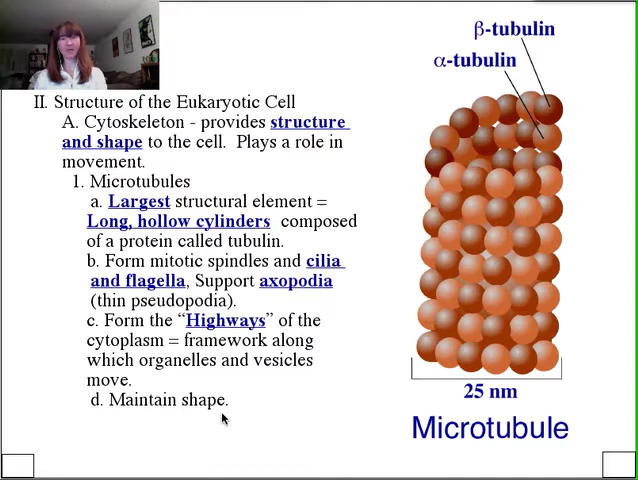 β-tubulin
α-tubulin
II. Structure of the Eukaryotic Cell
A. Cytoskeleton - provides structure
and shape to the cell. Plays a role in
movement.
1. Microtubules
a. Largest structural element =
Long, hollow cylinders composed
of a protein called tubulin.
b. Form mitotic spindles and cilia
and flagella, Support axopodia
(thin pseudopodia).
c. Form the “Highways” of the
cytoplasm = framework along
which organelles and vesicles
move.
d. Maintain shape.
25 nm
Microtubule